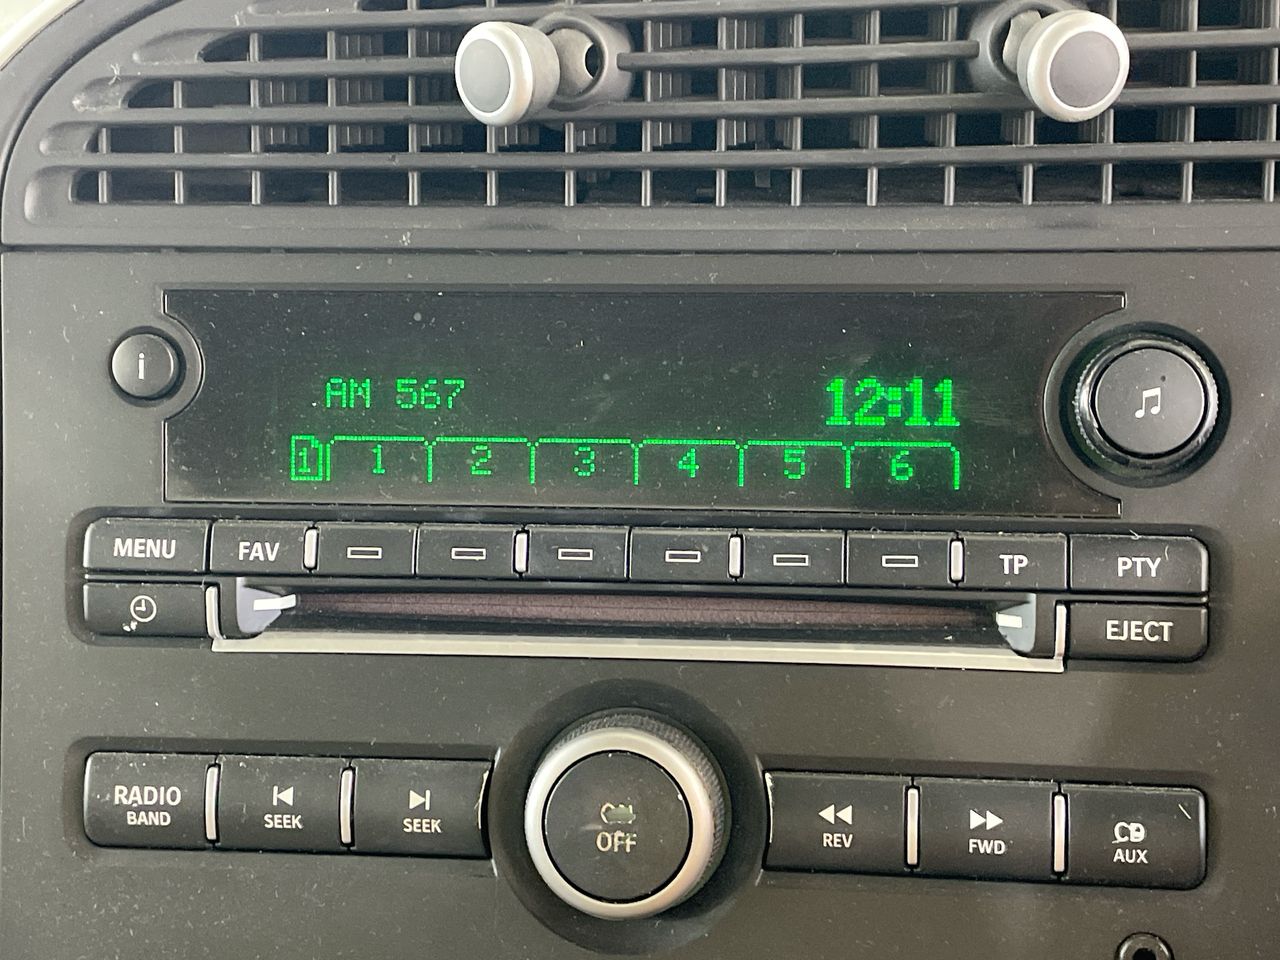 i
AM 567
12:11
1 1 2 3 4 5 6
MENU
FAV
TP
PTY
EJECT
RADIO
BAND
SEEK
SEEK
ON
OFF
REV
FWD
CD
AUX